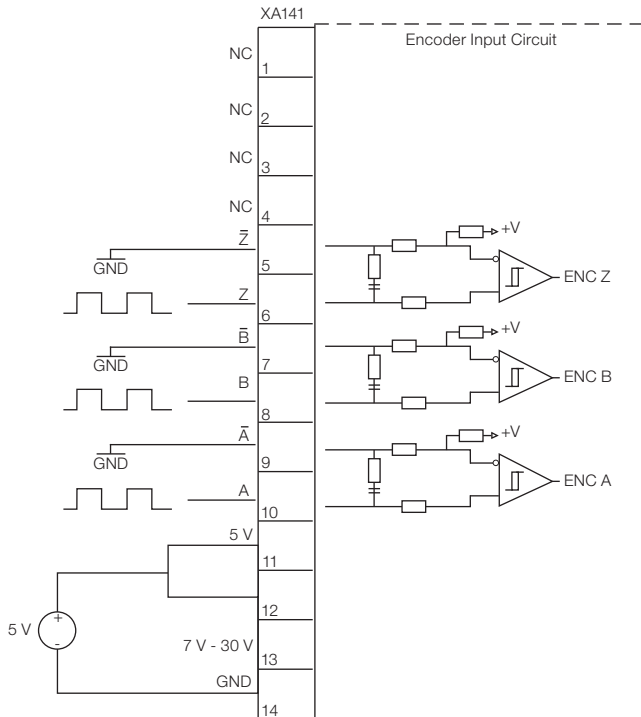 XA141
Encoder Input Circuit
NC
1
NC
2
NC
3
NC
4
Z̅
GND
5
+V
ENC Z
Z
6
B̅
GND
7
+V
ENC B
B
8
A̅
GND
9
+V
ENC A
A
10
5 V
11
12
5 V
+
-
7 V - 30 V
13
GND
14